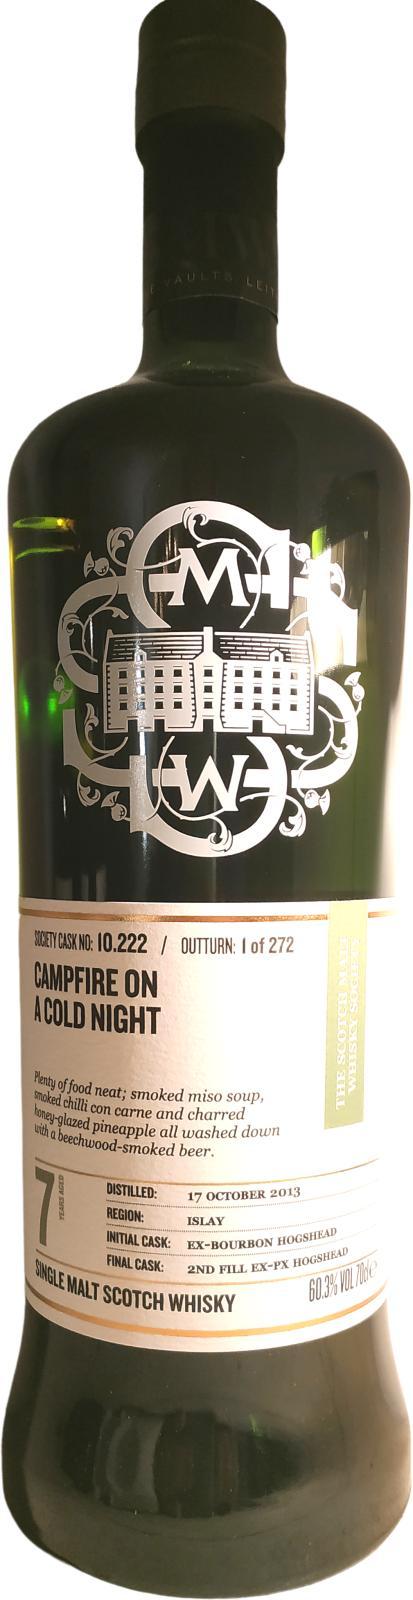 E VAULTS, LEIT
M
W
SOCIETY CASK NO: 10.222 / OUTTURN: 1 of 272
CAMPFIRE ON
A COLD NIGHT
THE SCOTCH MALT
WHISKY SOCIETY
Plenty of food neat; smoked miso soup,
smoked chilli con carne and charred
honey-glazed pineapple all washed down
with a beechwood-smoked beer.
7 YEARS AGED
DISTILLED: 17 OCTOBER 2013
REGION: ISLAY
INITIAL CASK: EX-BOURBON HOGSHEAD
FINAL CASK: 2ND FILL EX-PX HOGSHEAD
SINGLE MALT SCOTCH WHISKY 60.3% VOL 70cl℮